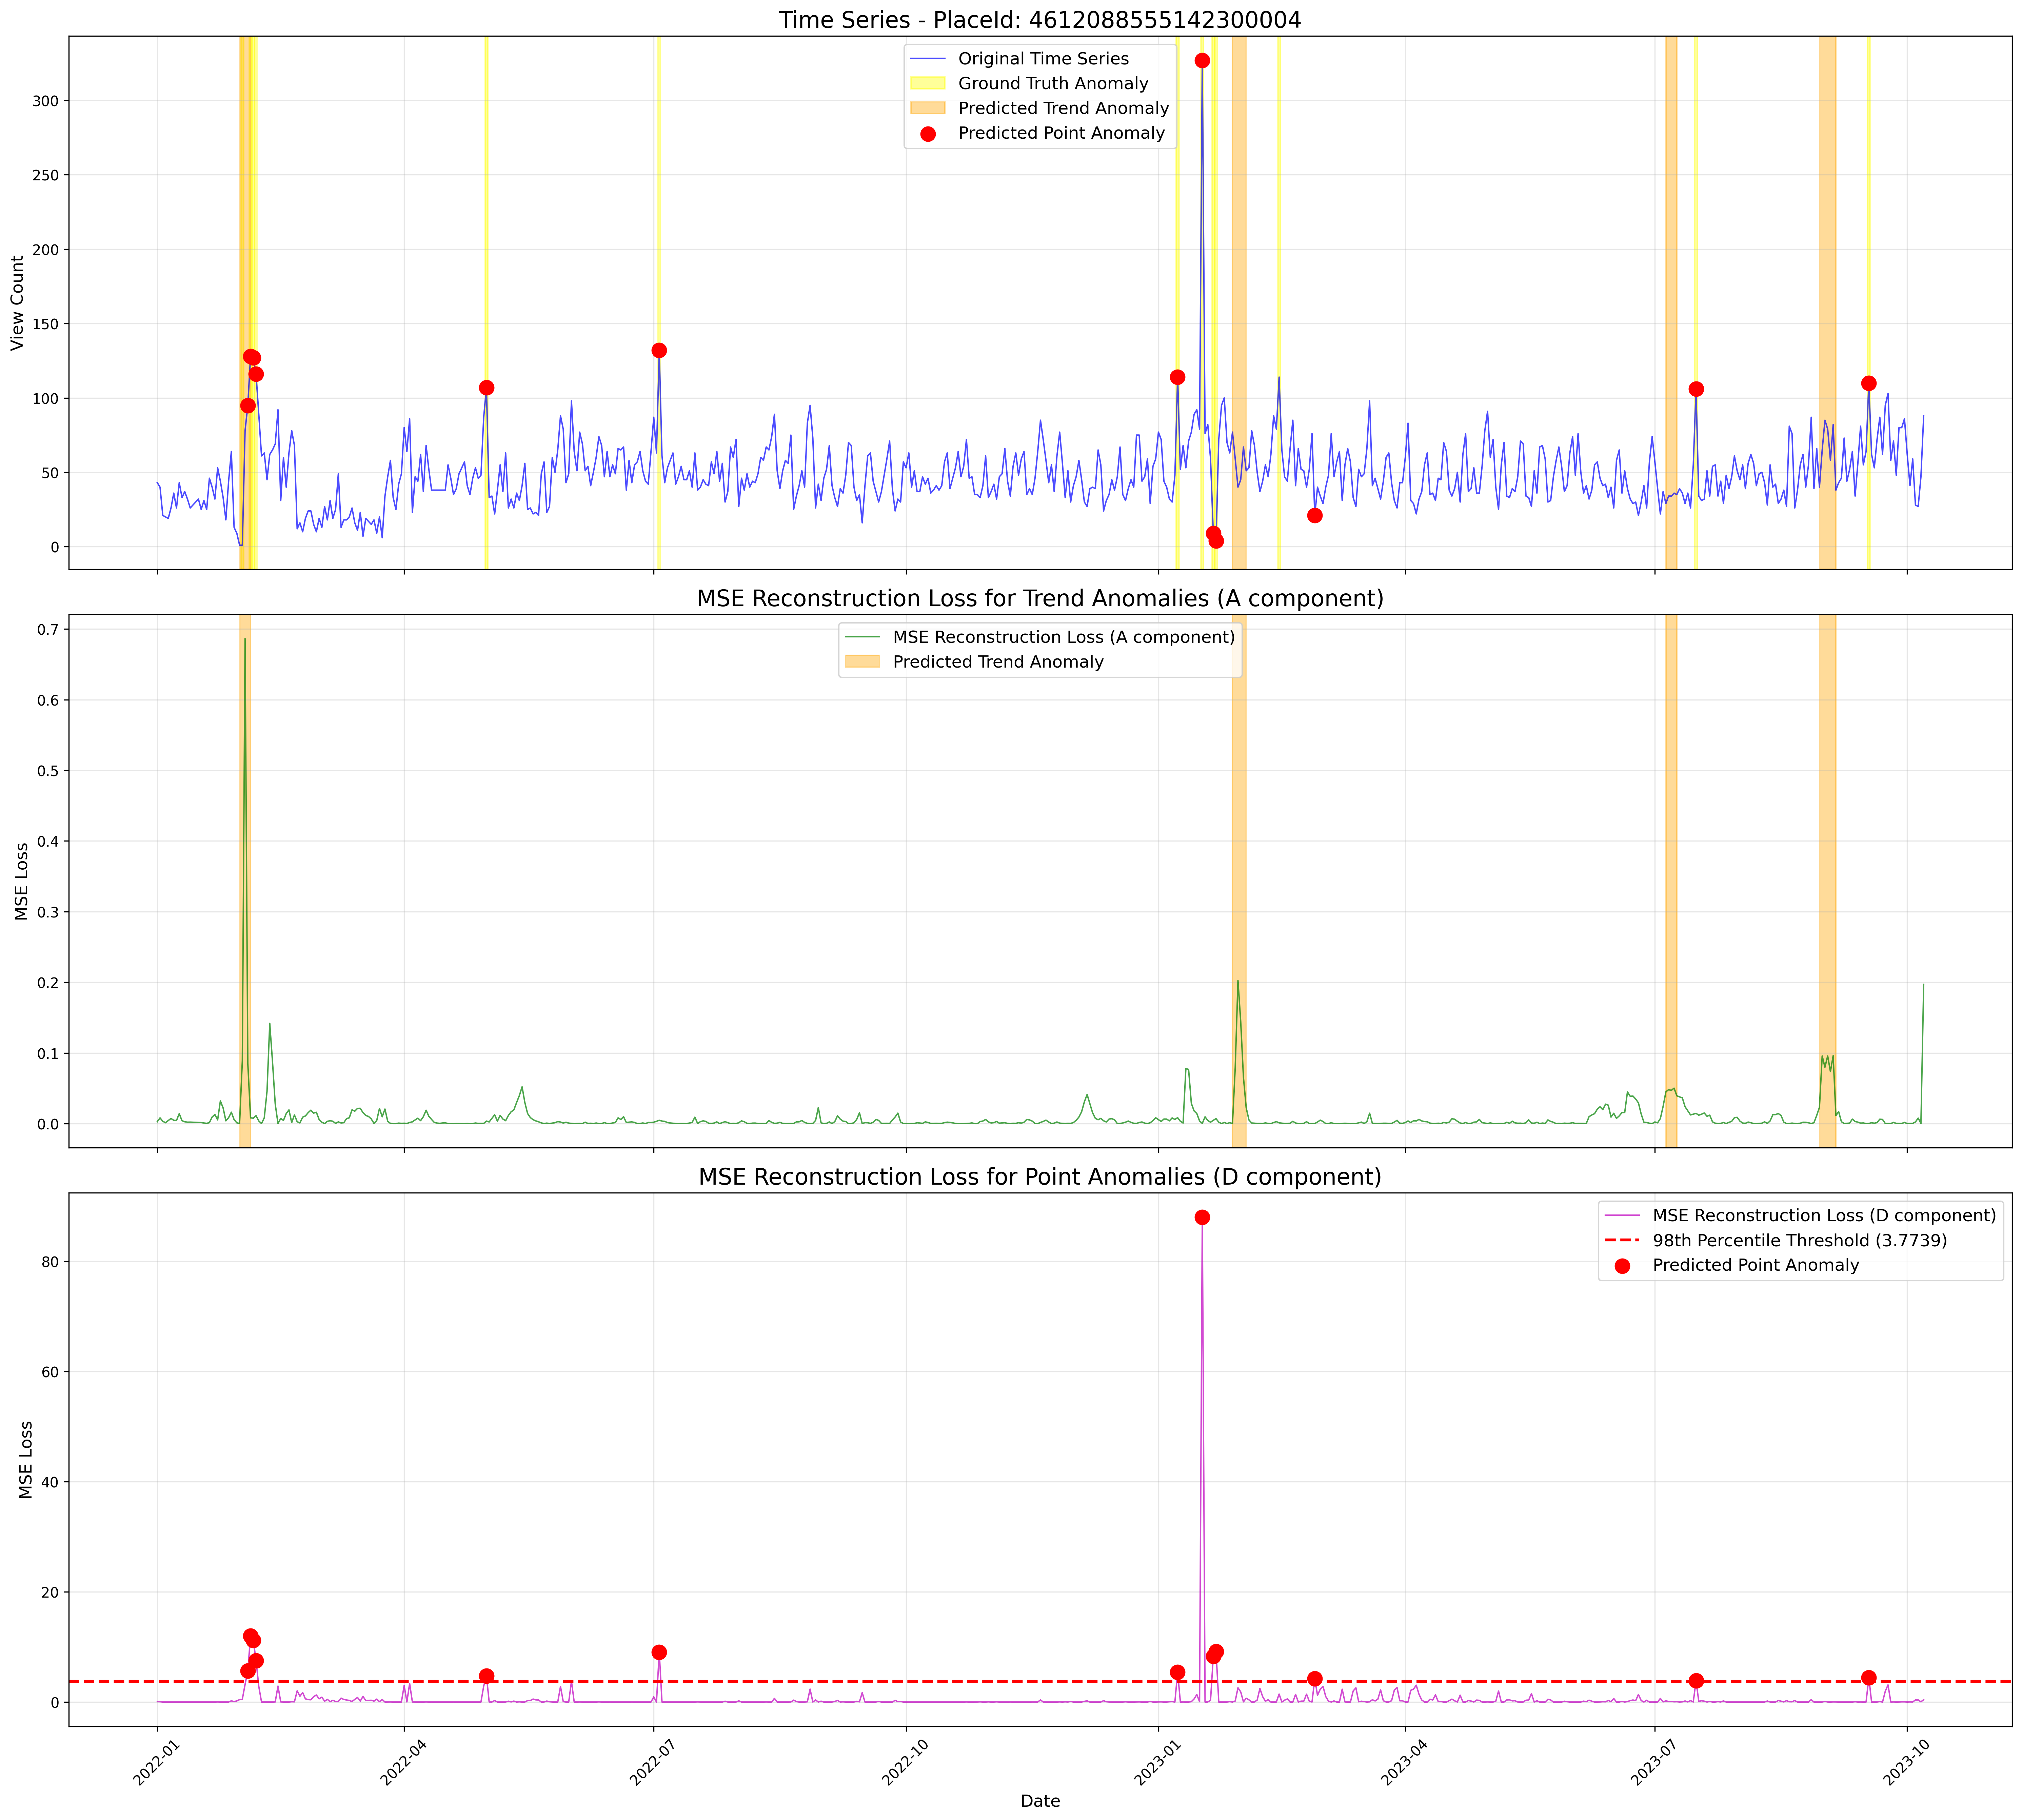 Time Series - PlaceId: 4612088555142300004
View Count
300
250
200
150
100
50
0
Original Time Series
Ground Truth Anomaly
Predicted Trend Anomaly
Predicted Point Anomaly
MSE Reconstruction Loss for Trend Anomalies (A component)
MSE Loss
0.7
0.6
0.5
0.4
0.3
0.2
0.1
0.0
MSE Reconstruction Loss (A component)
Predicted Trend Anomaly
MSE Reconstruction Loss for Point Anomalies (D component)
MSE Loss
80
60
40
20
0
MSE Reconstruction Loss (D component)
98th Percentile Threshold (3.7739)
Predicted Point Anomaly
2022-01
2022-04
2022-07
2022-10
2023-01
2023-04
2023-07
2023-10
Date